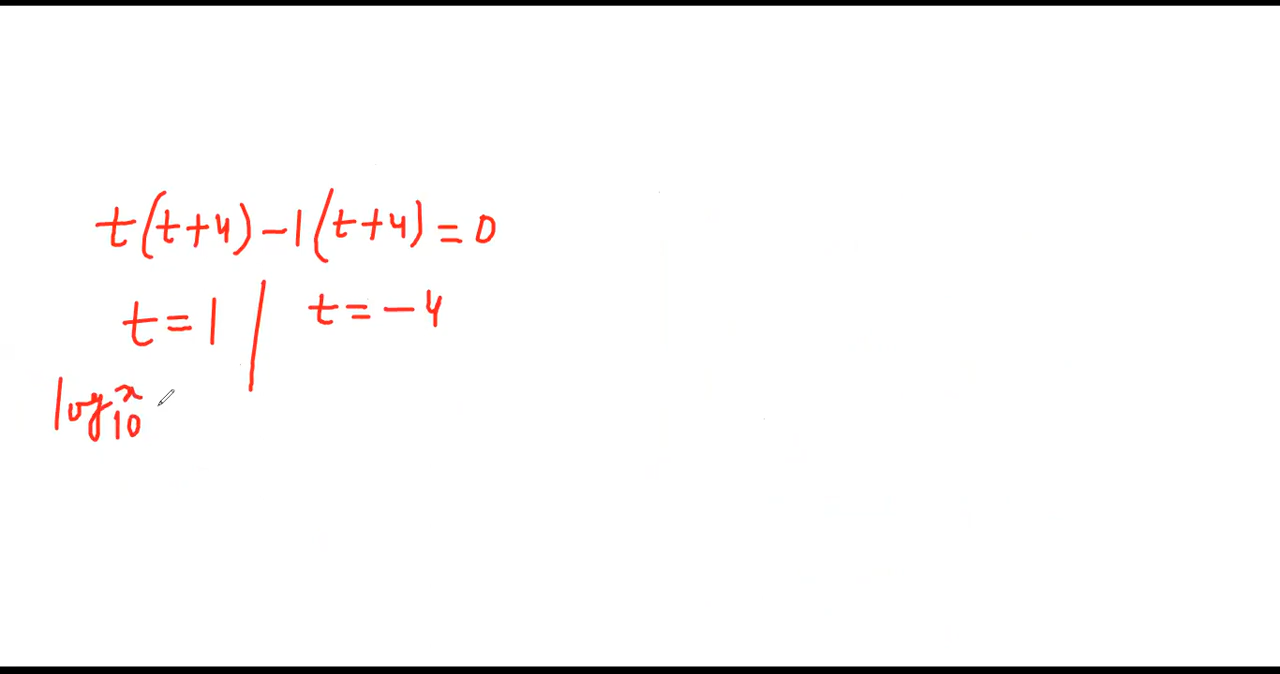 t(t+4)-1(t+4)=0
t=1 | t=-4
log₁₀ˣ